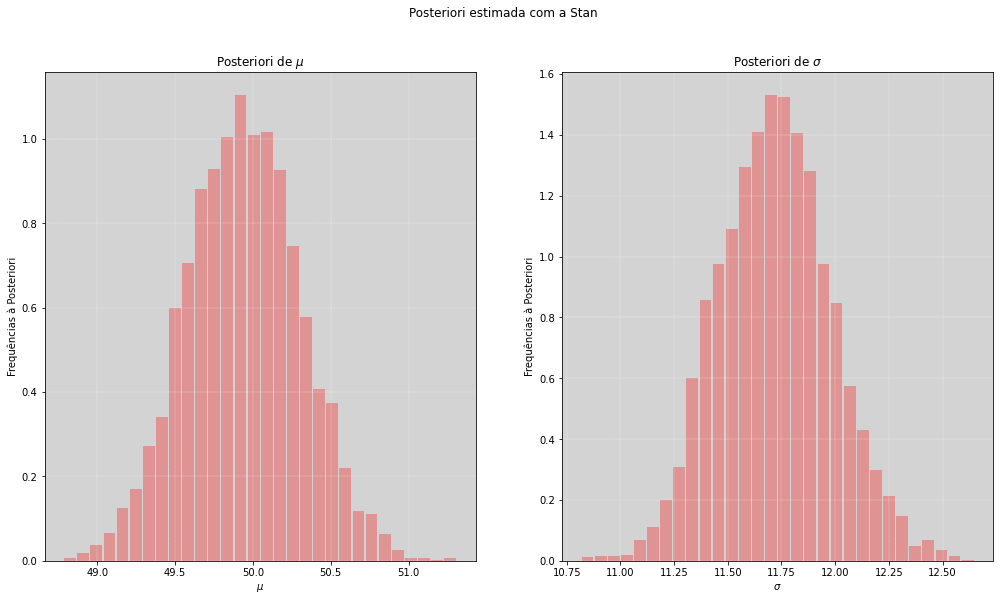 Posteriori estimada com a Stan
Posteriori de μ
Frequências à Posteriori
1.0
0.8
0.6
0.4
0.2
0.0
49.0 49.5 50.0 50.5 51.0
μ
Posteriori de σ
Frequências à Posteriori
1.6
1.4
1.2
1.0
0.8
0.6
0.4
0.2
0.0
10.75 11.00 11.25 11.50 11.75 12.00 12.25 12.50
σ